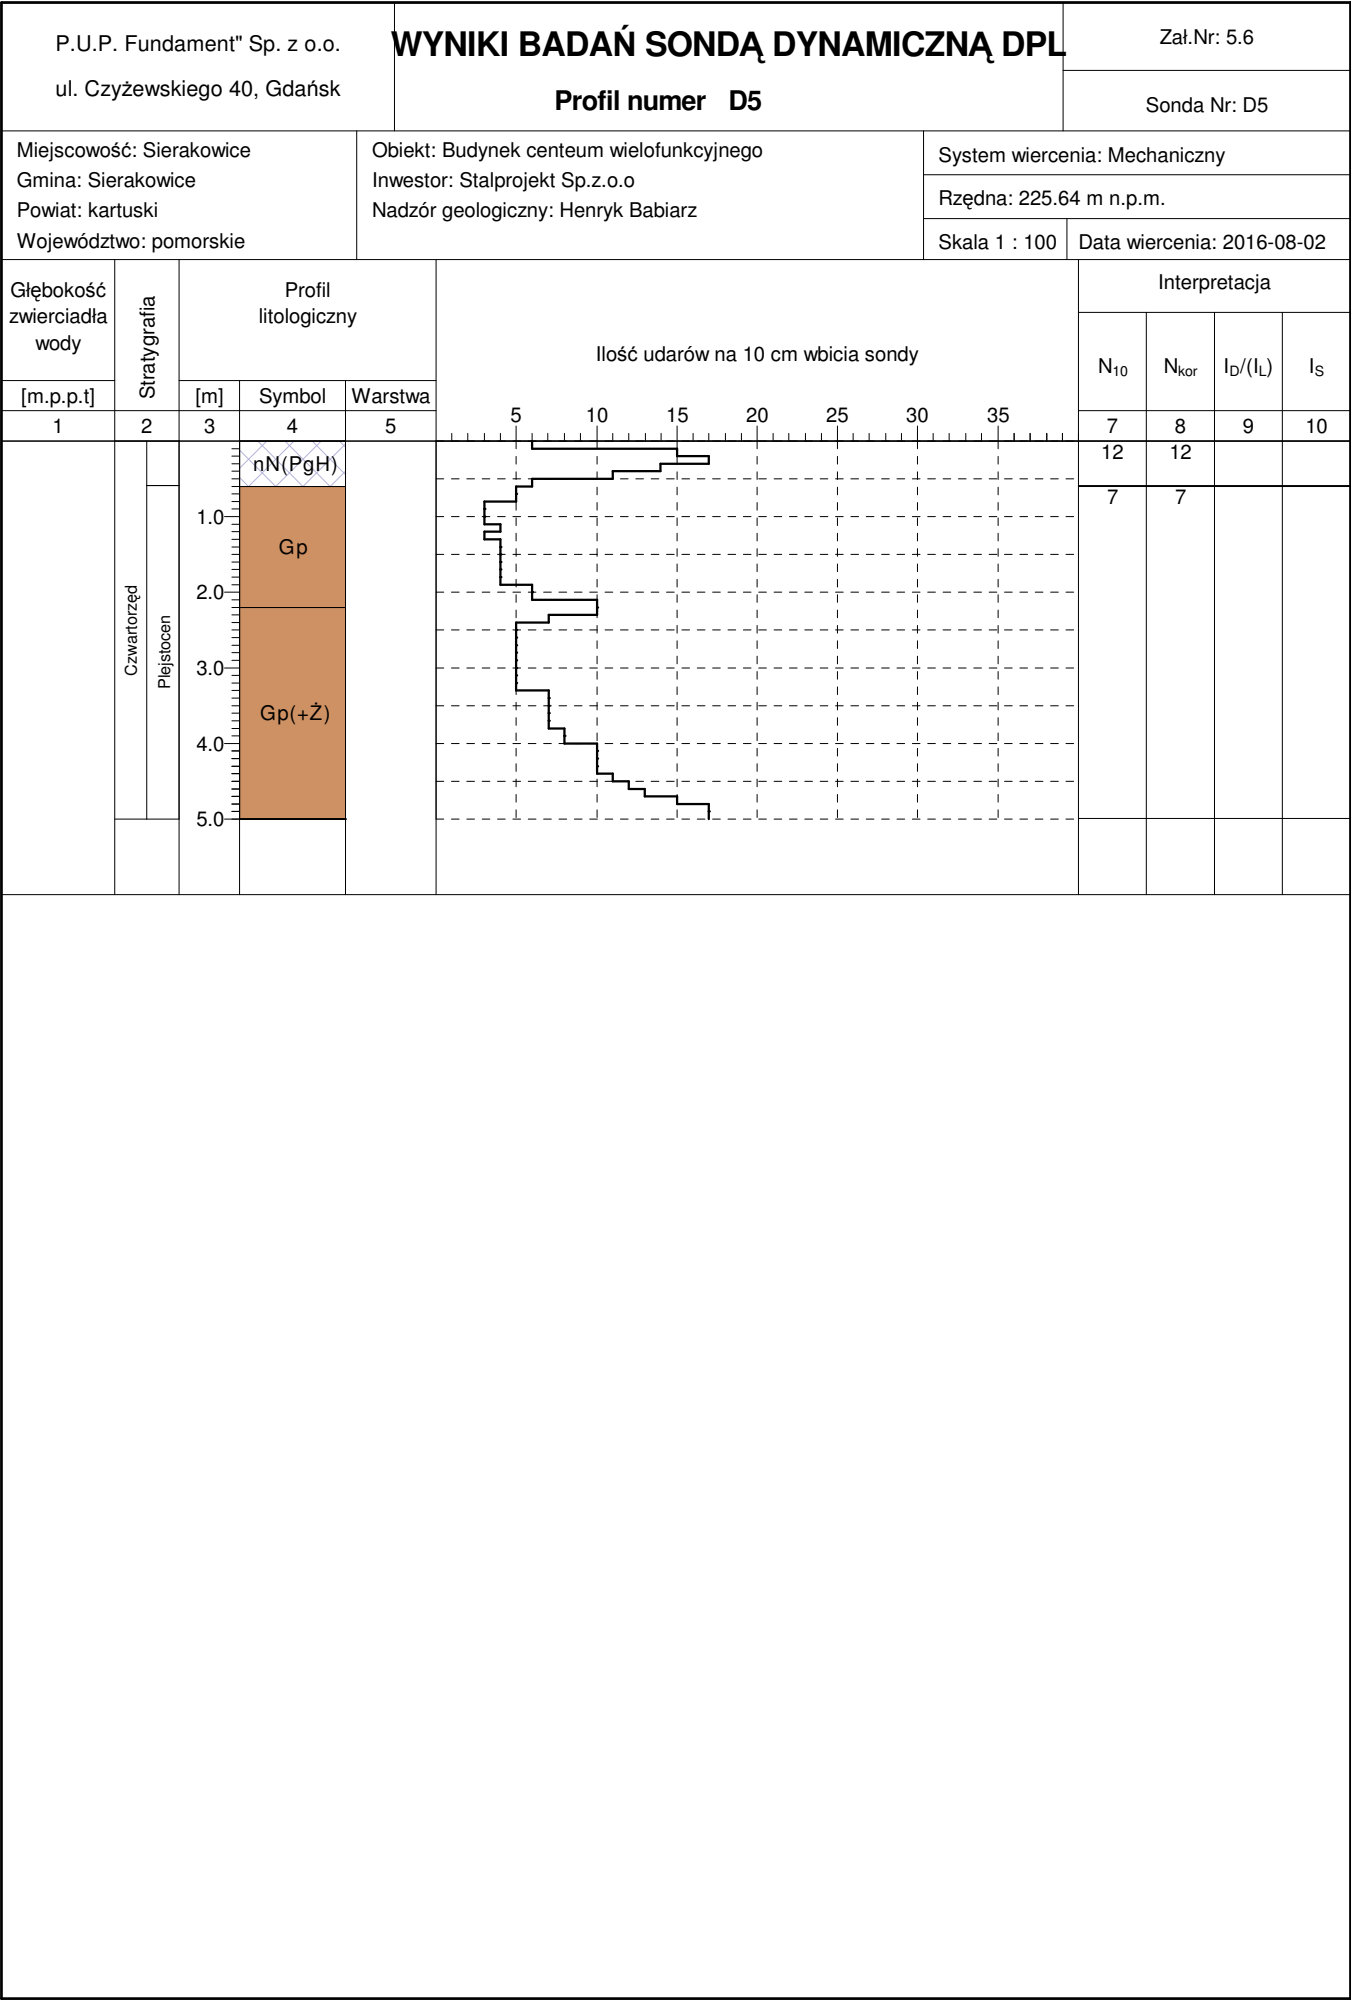 P.U.P. Fundament" Sp. z o.o.
ul. Czyżewskiego 40, Gdańsk
WYNIKI BADAŃ SONDĄ DYNAMICZNĄ DPL
Profil numer D5
Zał.Nr: 5.6
Sonda Nr: D5
Miejscowość: Sierakowice
Gmina: Sierakowice
Powiat: kartuski
Województwo: pomorskie
Obiekt: Budynek centeum wielofunkcyjnego
Inwestor: Stalprojekt Sp.z.o.o
Nadzór geologiczny: Henryk Babiarz
System wiercenia: Mechaniczny
Rzędna: 225.64 m n.p.m.
Skala 1 : 100
Data wiercenia: 2016-08-02
Głębokość
zwierciadła
wody
[m.p.p.t]
Stratygrafia
Profil
litologiczny
[m]
Symbol
Warstwa
Ilość udarów na 10 cm wbicia sondy
Interpretacja
N10
Nkor
ID/(IL)
IS
5 10 15 20 25 30 35
1 2 3 4 5 7 8 9 10
nN(PgH)
12 12
7 7
1.0
Gp
2.0
Czwartorzęd
Plejstocen
3.0
Gp(+Ż)
4.0
5.0